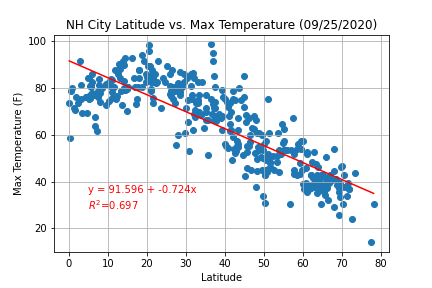 NH City Latitude vs. Max Temperature (09/25/2020)
100
80
60
40
20
Max Temperature (F)
y = 91.596 + -0.724x
R²=0.697
0 10 20 30 40 50 60 70 80
Latitude